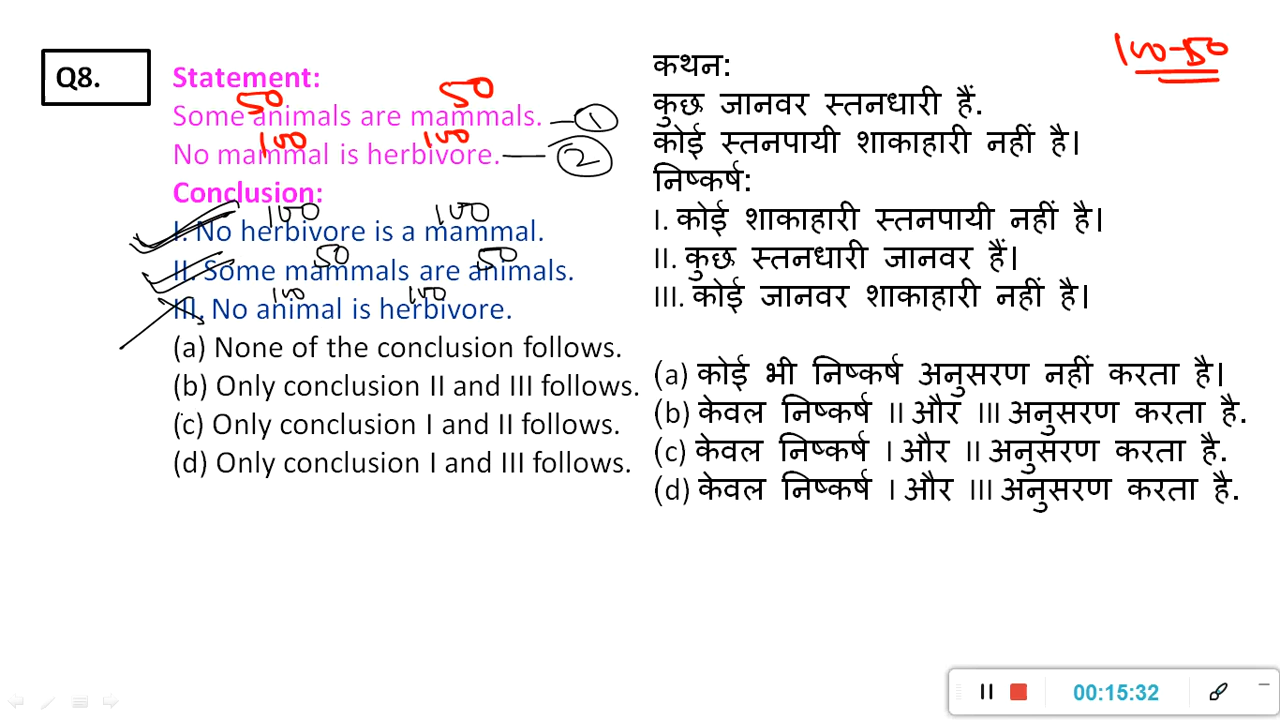 Q8.
Statement:
50 50
Some animals are mammals. 1
100 100
No mammal is herbivore. 2
Conclusion:
100 100
I. No herbivore is a mammal.
50 50
II. Some mammals are animals.
100 100
III. No animal is herbivore.
(a) None of the conclusion follows.
(b) Only conclusion II and III follows.
(c) Only conclusion I and II follows.
(d) Only conclusion I and III follows.
100-50
कथन:
कुछ जानवर स्तनधारी हैं.
कोई स्तनपायी शाकाहारी नहीं है।
निष्कर्ष:
I. कोई शाकाहारी स्तनपायी नहीं है।
II. कुछ स्तनधारी जानवर हैं।
III. कोई जानवर शाकाहारी नहीं है।
(a) कोई भी निष्कर्ष अनुसरण नहीं करता है।
(b) केवल निष्कर्ष II और III अनुसरण करता है.
(c) केवल निष्कर्ष I और II अनुसरण करता है.
(d) केवल निष्कर्ष I और III अनुसरण करता है.
00:15:32